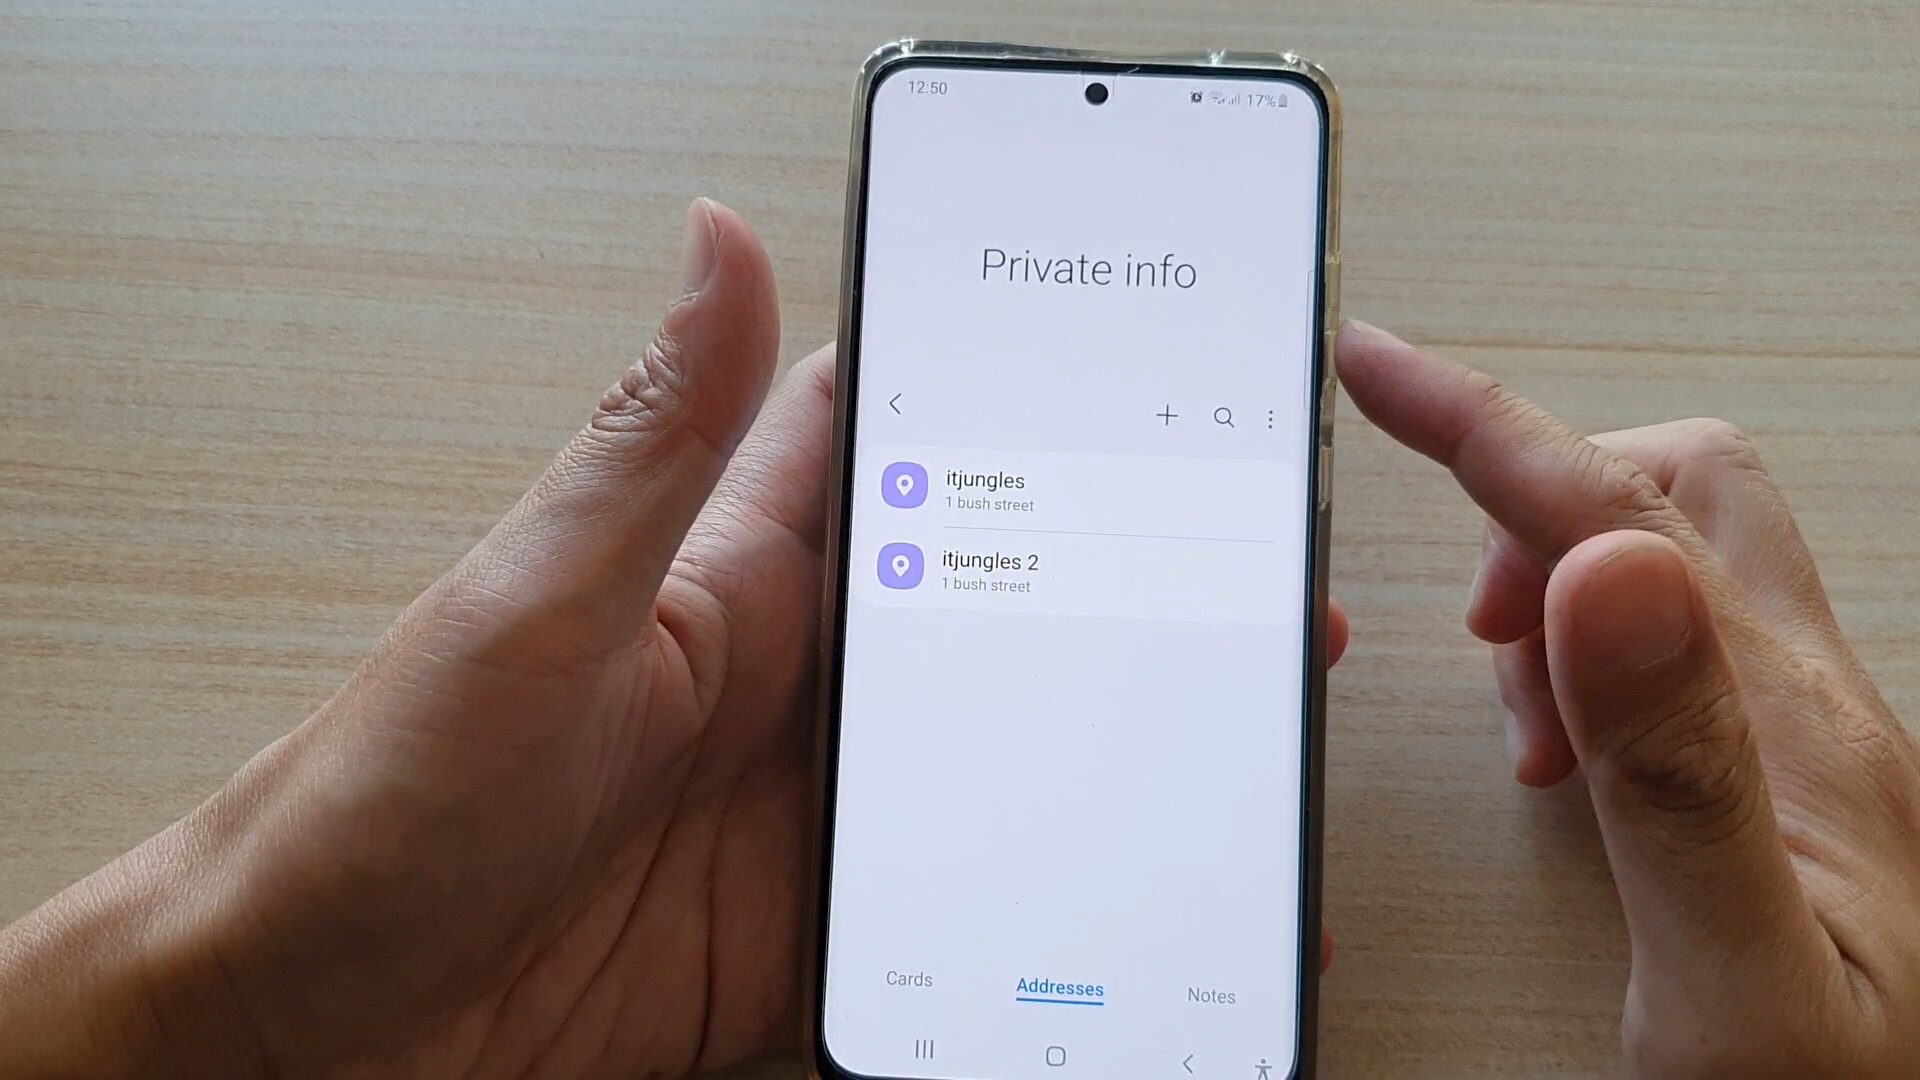 12:50
17%
Private info
itjungles
1 bush street
itjungles 2
1 bush street
Cards
Addresses
Notes